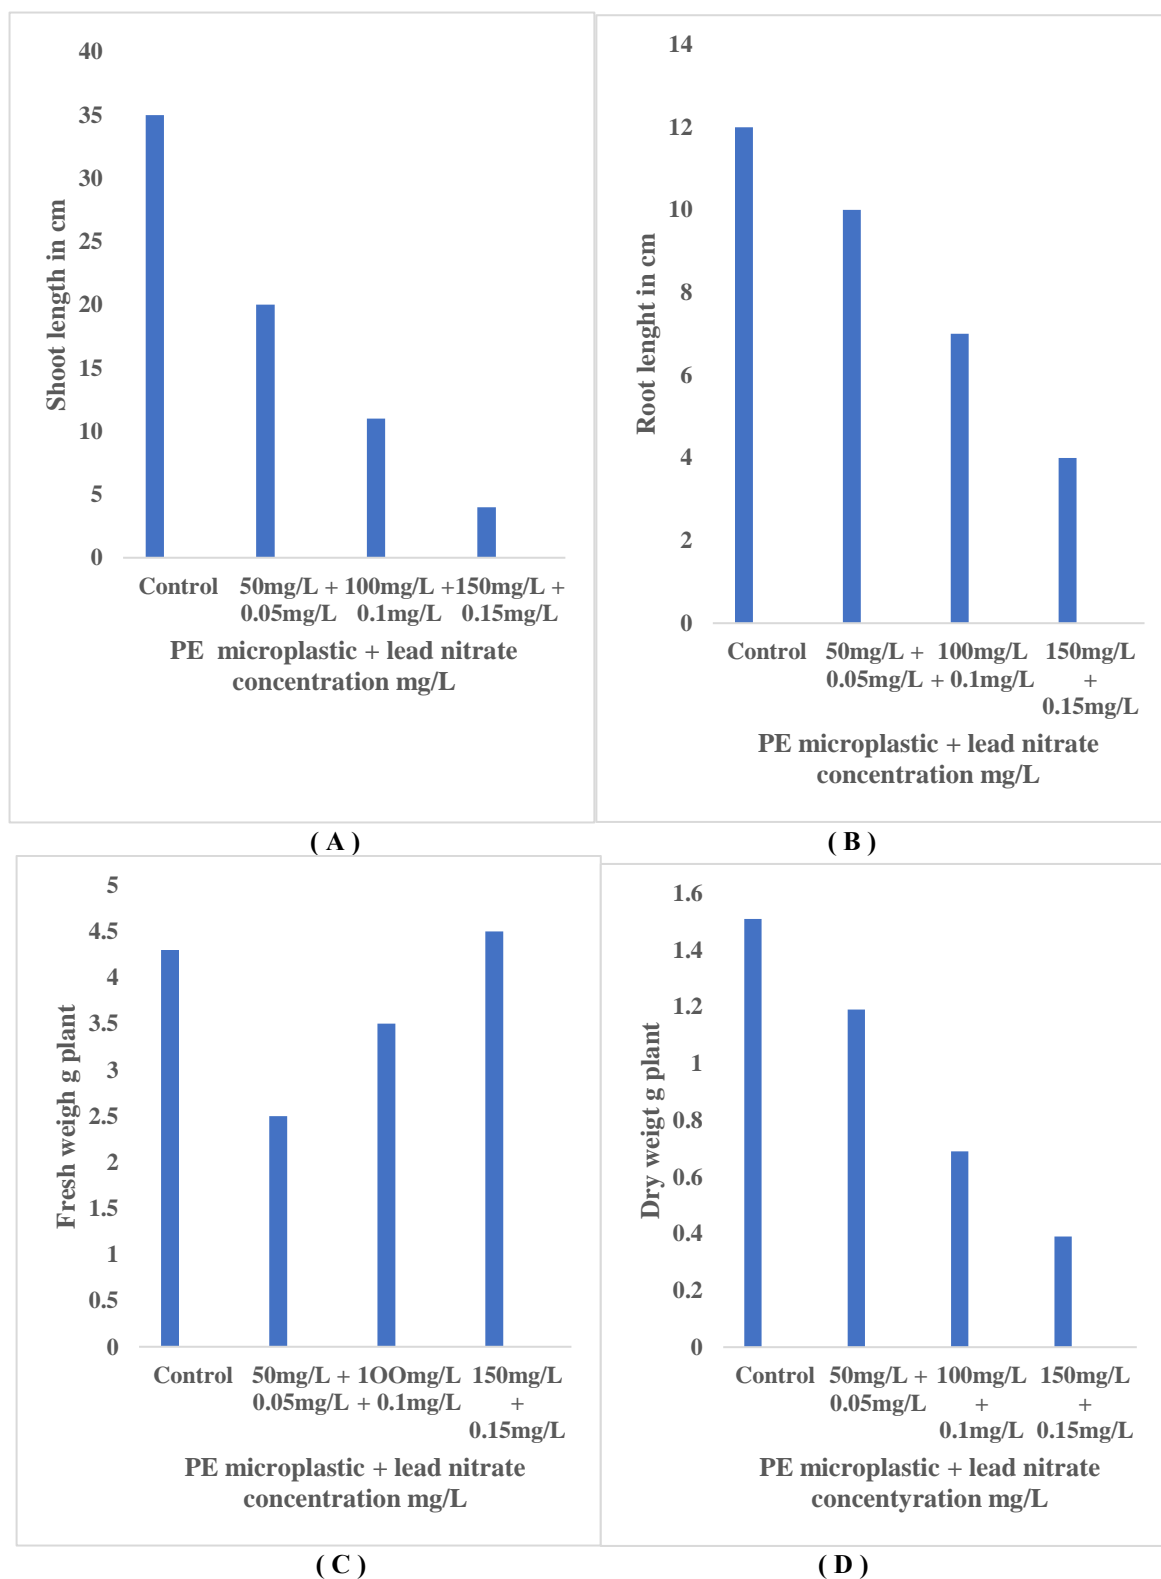 40
35
30
25
20
15
10
5
0
Shoot length in cm
Control 50mg/L + 100mg/L +150mg/L +
0.05mg/L 0.1mg/L 0.15mg/L
PE microplastic + lead nitrate
concentration mg/L
( A )
14
12
10
8
6
4
2
0
Root lenght in cm
Control 50mg/L + 100mg/L 150mg/L
0.05mg/L + 0.1mg/L +
0.15mg/L
PE microplastic + lead nitrate
concentration mg/L
( B )
5
4.5
4
3.5
3
2.5
2
1.5
1
0.5
0
Fresh weigh g plant
Control 50mg/L + 1OOmg/L 150mg/L
0.05mg/L + 0.1mg/L +
0.15mg/L
PE microplastic + lead nitrate
concentration mg/L
( C )
1.6
1.4
1.2
1
0.8
0.6
0.4
0.2
0
Dry weigt g plant
Control 50mg/L + 100mg/L 150mg/L
0.05mg/L + +
0.1mg/L 0.15mg/L
PE microplastic + lead nitrate
concentyration mg/L
( D )